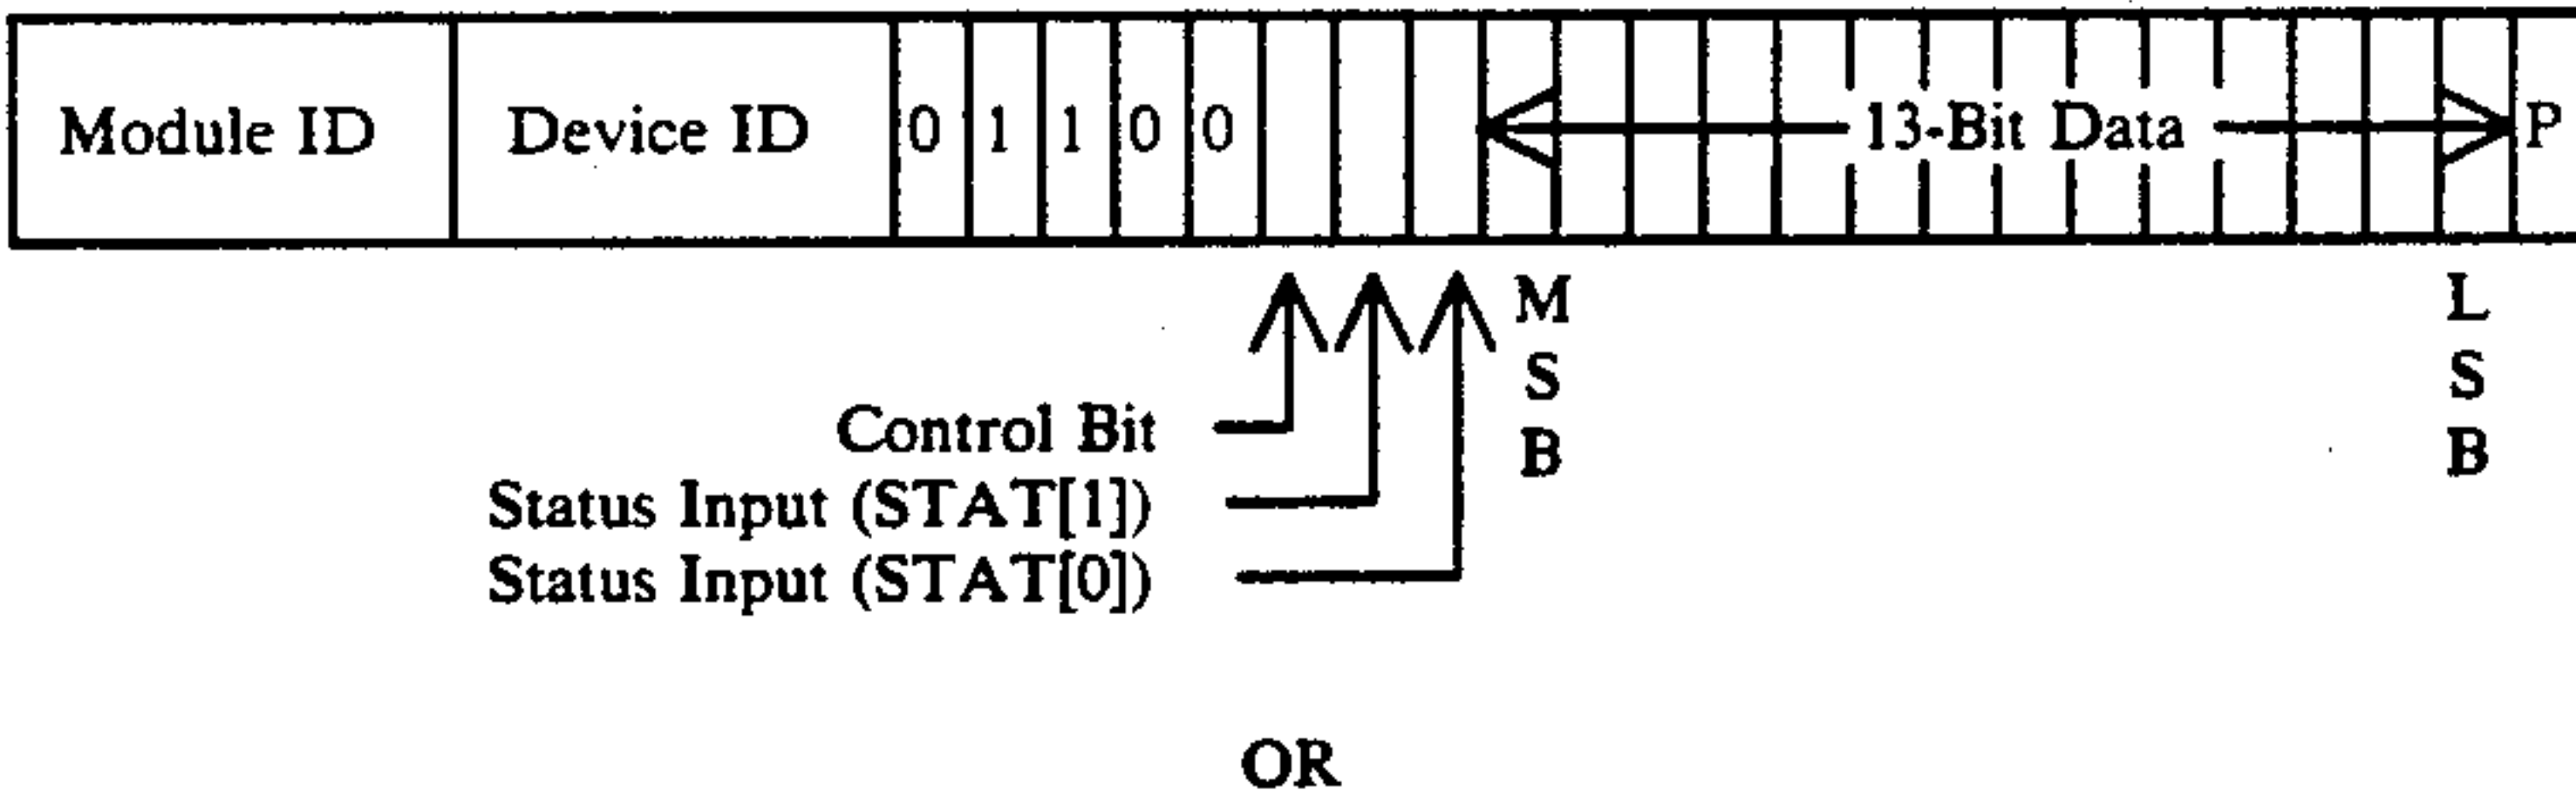 Module ID Device ID 0 1 1 0 0 13-Bit Data P
M
S
B
L
S
B
Control Bit
Status Input (STAT[1])
Status Input (STAT[0])
OR